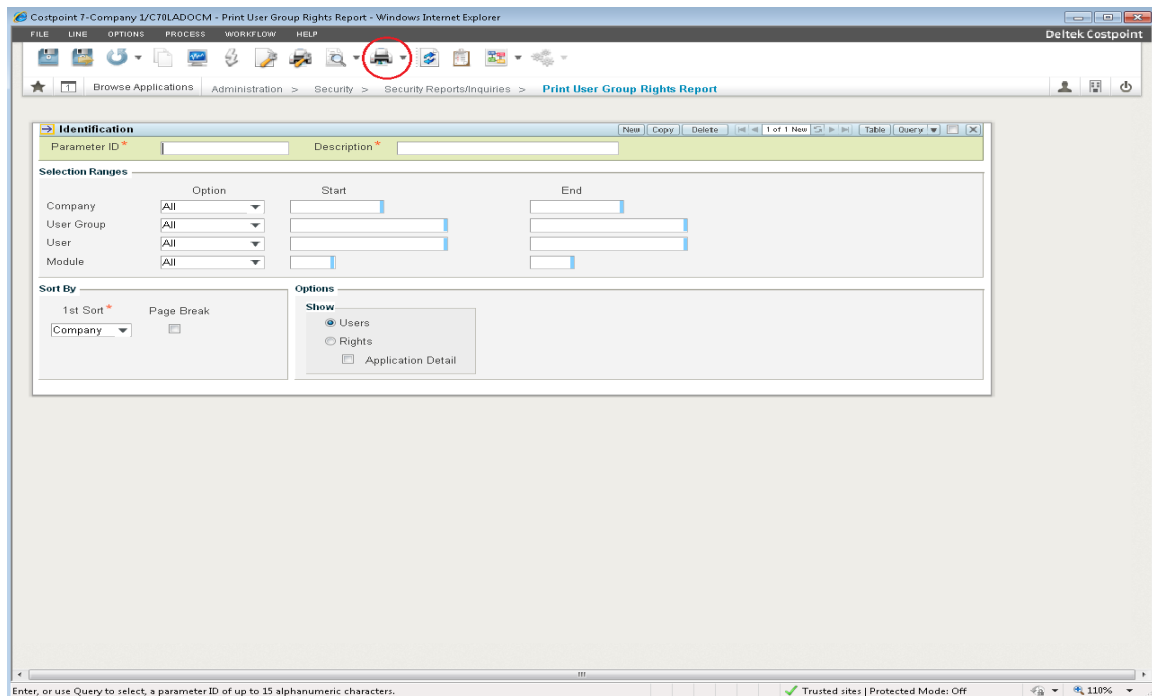 Costpoint 7-Company 1/C70LADOCM - Print User Group Rights Report - Windows Internet Explorer
FILE LINE OPTIONS PROCESS WORKFLOW HELP Deltek Costpoint
1 Browse Applications Administration > Security > Security Reports/Inquiries > Print User Group Rights Report
Identification New Copy Delete 1 of 1 New Table Query
Parameter ID * Description *
Selection Ranges
Option Start End
Company All
User Group All
User All
Module All
Sort By Options
1st Sort * Page Break Show
Users
Company
Rights
Application Detail
Enter, or use Query to select, a parameter ID of up to 15 alphanumeric characters. Trusted sites | Protected Mode: Off 110%